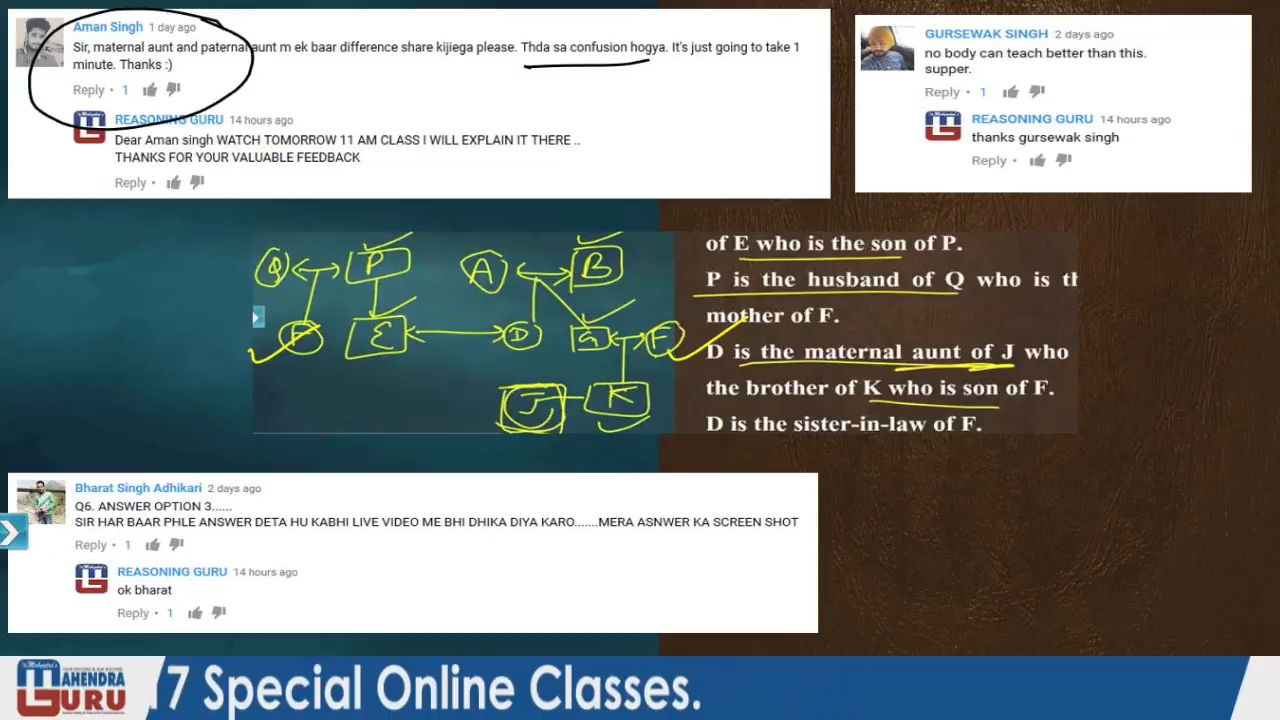 Aman Singh 1 day ago
Sir, maternal aunt and paternal aunt m ek baar difference share kijiega please. Thda sa confusion hogya. It's just going to take 1
minute. Thanks :)
Reply • 1
REASONING GURU 14 hours ago
Dear Aman singh WATCH TOMORROW 11 AM CLASS I WILL EXPLAIN IT THERE ..
THANKS FOR YOUR VALUABLE FEEDBACK
Reply •
GURSEWAK SINGH 2 days ago
no body can teach better than this.
supper.
Reply • 1
REASONING GURU 14 hours ago
thanks gursewak singh
Reply •
Q P A B
E D G F
J K
of E who is the son of P.
P is the husband of Q who is th
mother of F.
D is the maternal aunt of J who
the brother of K who is son of F.
D is the sister-in-law of F.
Bharat Singh Adhikari 2 days ago
Q6. ANSWER OPTION 3......
SIR HAR BAAR PHLE ANSWER DETA HU KABHI LIVE VIDEO ME BHI DHIKA DIYA KARO.......MERA ASNWER KA SCREEN SHOT
Reply • 1
REASONING GURU 14 hours ago
ok bharat
Reply • 1
Mahendra's
MAHENDRA
GURU
17 Special Online Classes.